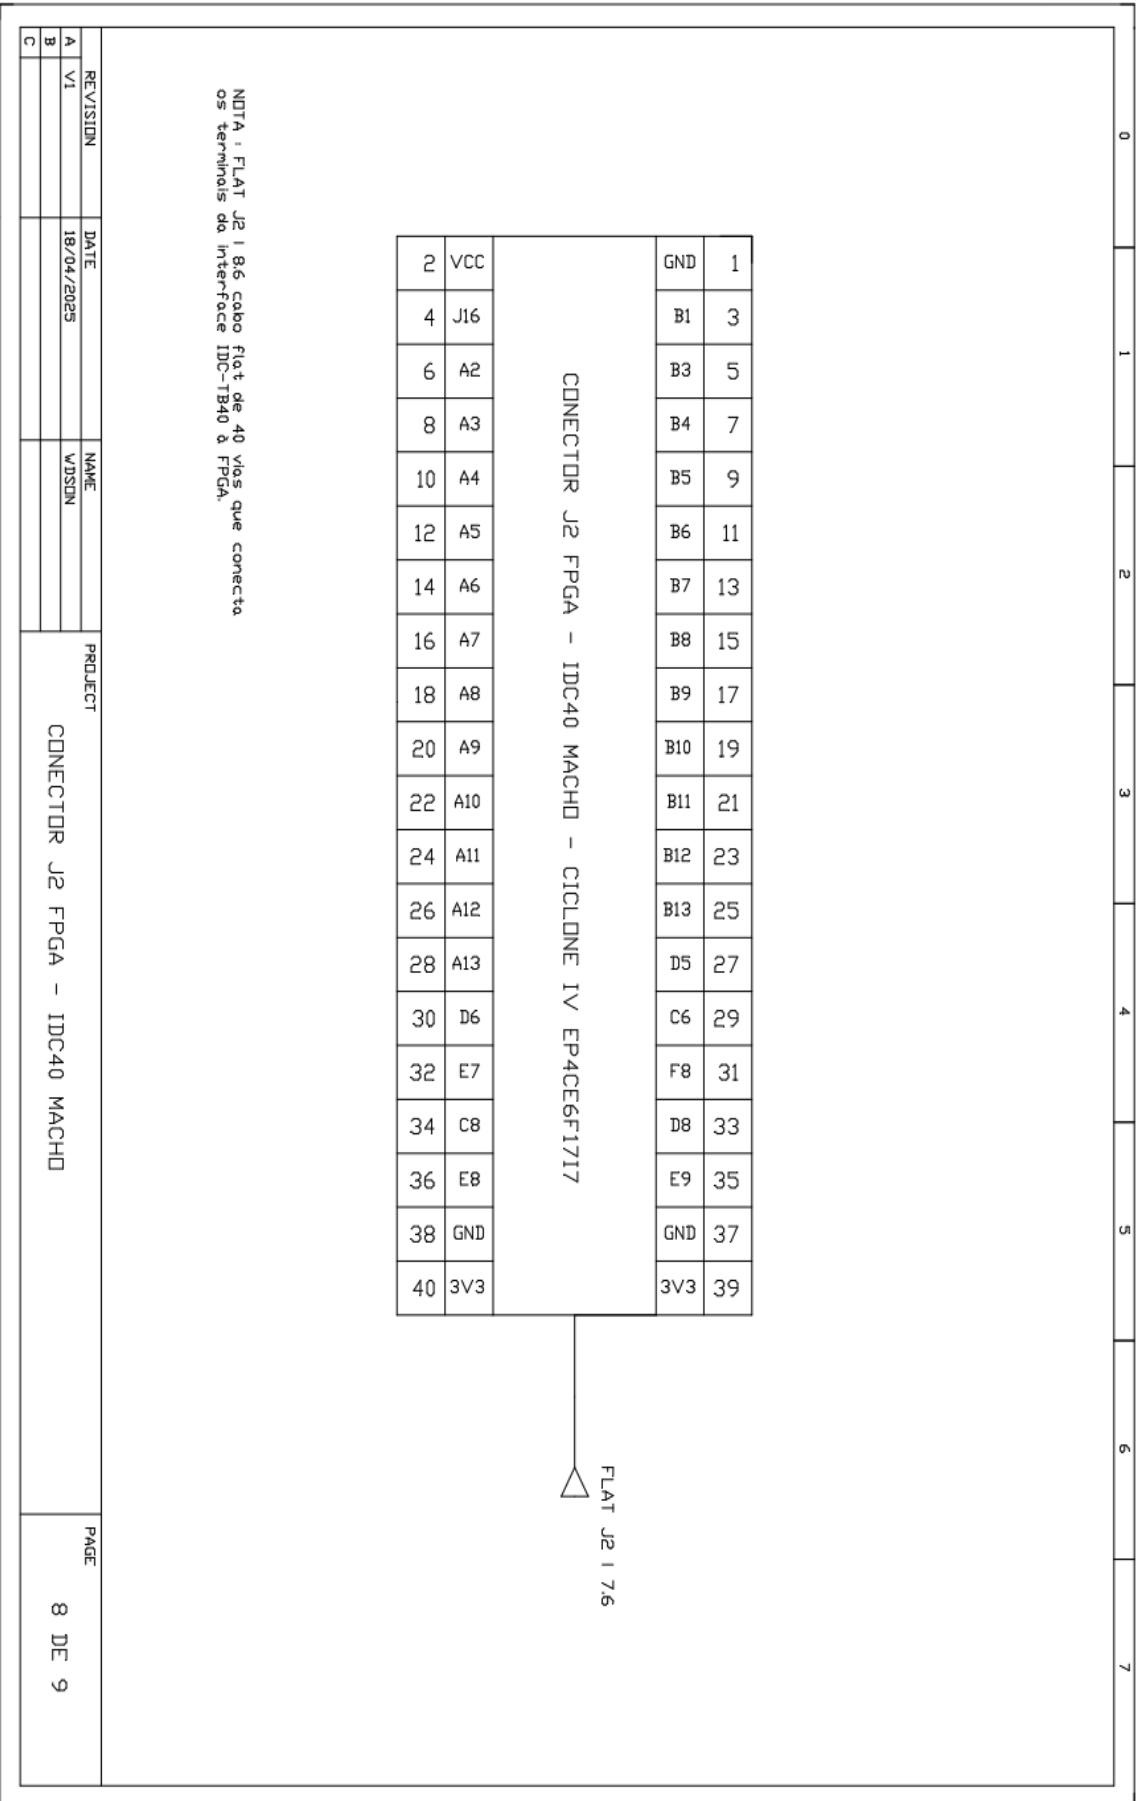 0
1
2
3
4
5
6
7
2 VCC GND 1
4 J16 B1 3
6 A2 B3 5
8 A3 B4 7
10 A4 B5 9
12 A5 B6 11
14 A6 B7 13
16 A7 B8 15
18 A8 B9 17
20 A9 B10 19
22 A10 B11 21
24 A11 B12 23
26 A12 B13 25
28 A13 D5 27
30 D6 C6 29
32 E7 F8 31
34 C8 D8 33
36 E8 E9 35
38 GND GND 37
40 3V3 3V3 39
CONECTOR J2 FPGA - IDC40 MACHO - CICLONE IV EP4CE6F17I7
FLAT J2 | 7.6
NOTA : FLAT J2 | 8.6 cabo flat de 40 vias que conecta
os terminais da interface IDC-TB40 à FPGA.
REVISION DATE NAME
A V1 18/04/2025 WDSON
B
C
PROJECT
CONECTOR J2 FPGA - IDC40 MACHO
PAGE
8 DE 9